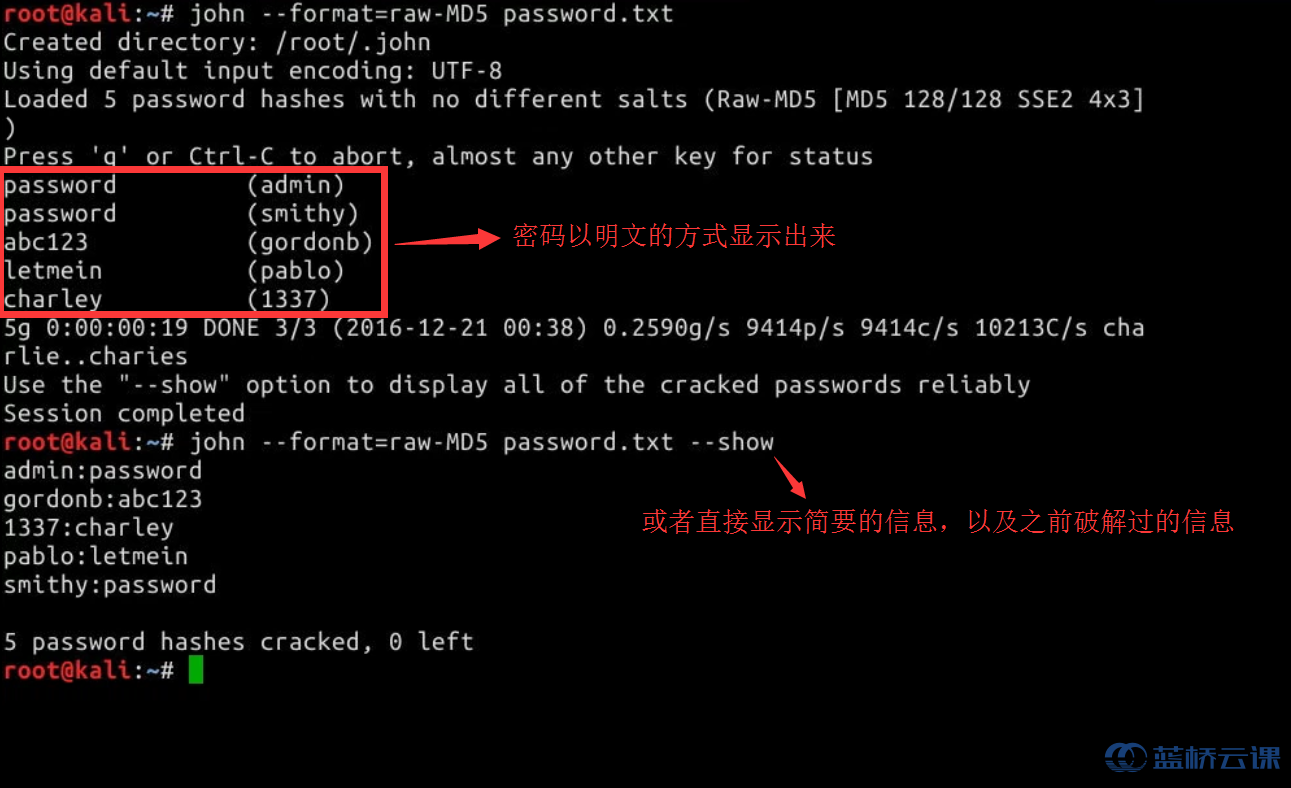 root@kali:~# john --format=raw-MD5 password.txt
Created directory: /root/.john
Using default input encoding: UTF-8
Loaded 5 password hashes with no different salts (Raw-MD5 [MD5 128/128 SSE2 4x3]
)
Press 'q' or Ctrl-C to abort, almost any other key for status
password         (admin)
password         (smithy)
abc123           (gordonb)
密码以明文的方式显示出来
letmein          (pablo)
charley          (1337)
5g 0:00:00:19 DONE 3/3 (2016-12-21 00:38) 0.2590g/s 9414p/s 9414c/s 10213C/s cha
rlie..charies
Use the "--show" option to display all of the cracked passwords reliably
Session completed
root@kali:~# john --format=raw-MD5 password.txt --show
admin:password
gordonb:abc123
或者直接显示简要的信息，以及之前破解过的信息
1337:charley
pablo:letmein
smithy:password
5 password hashes cracked, 0 left
root@kali:~#
蓝桥云课